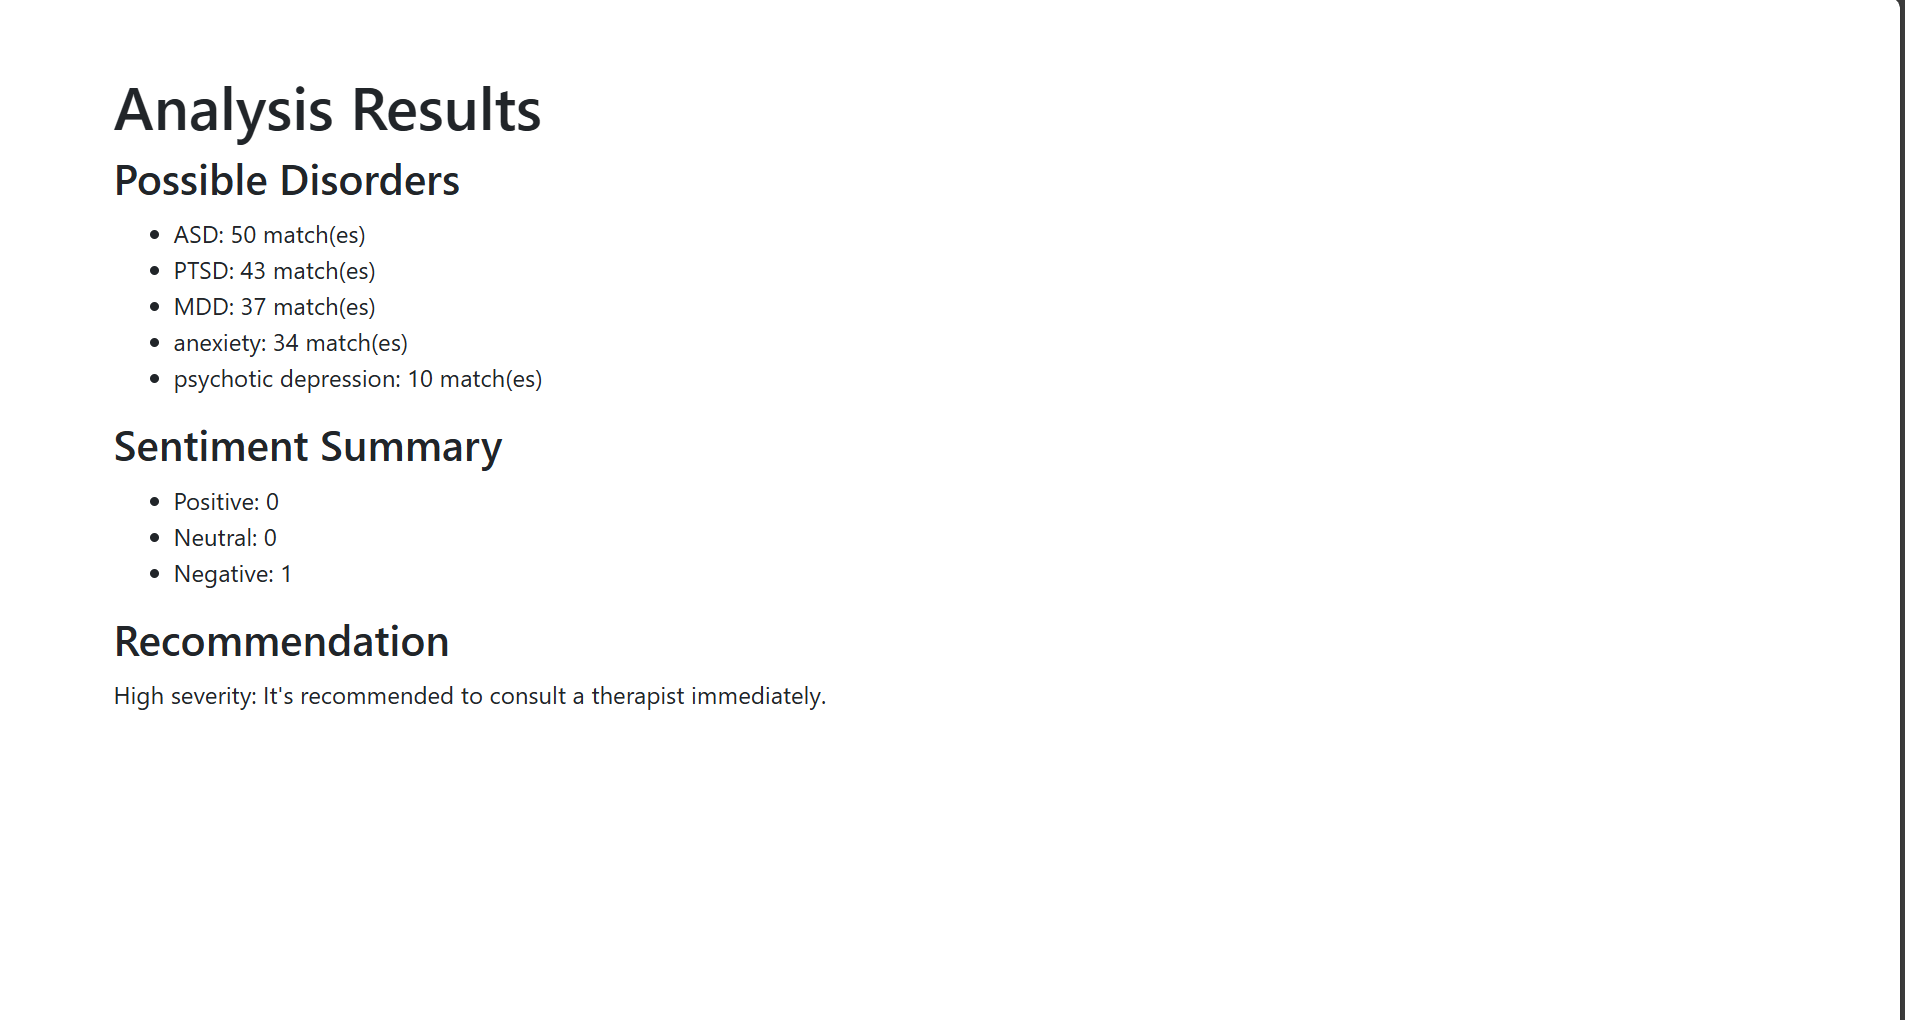 Analysis Results
Possible Disorders
ASD: 50 match(es)
PTSD: 43 match(es)
MDD: 37 match(es)
anexiety: 34 match(es)
psychotic depression: 10 match(es)
Sentiment Summary
Positive: 0
Neutral: 0
Negative: 1
Recommendation
High severity: It's recommended to consult a therapist immediately.